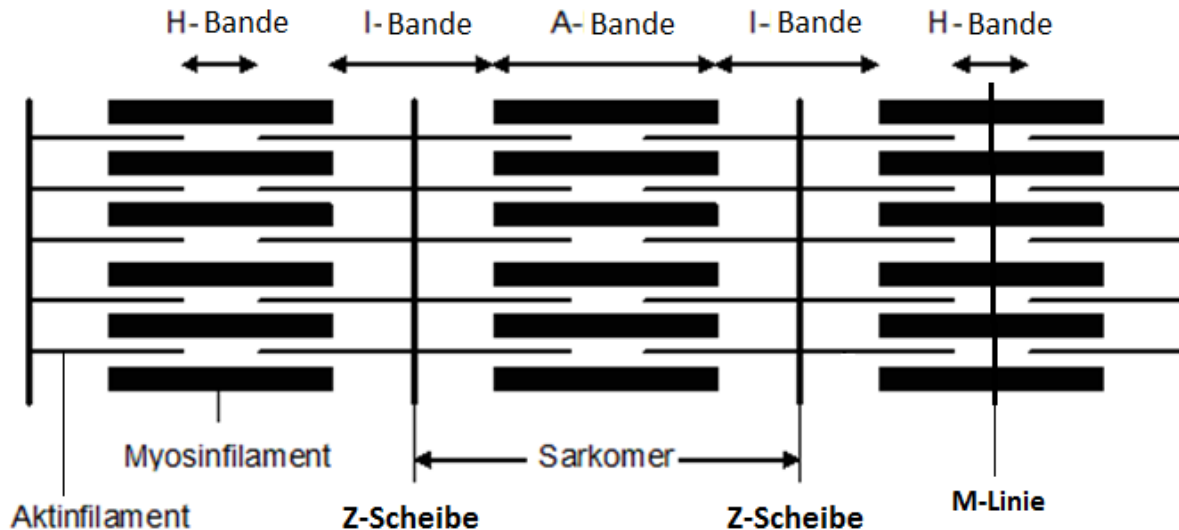 H-Bande I-Bande A-Bande I-Bande H-Bande
Myosinfilament Sarkomer
Aktinfilament Z-Scheibe Z-Scheibe M-Linie